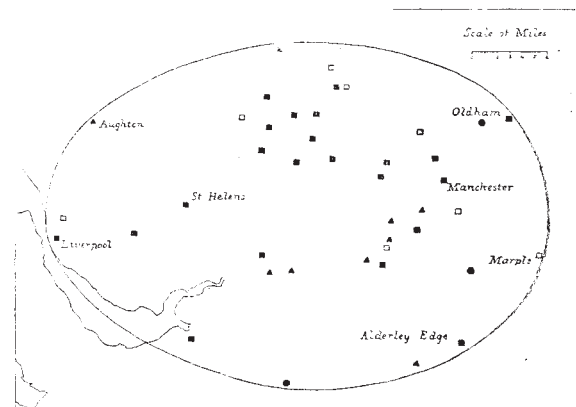 Scale of Miles
Oldham
Aughton
St Helens
Manchester
Liverpool
Marple
Alderley Edge